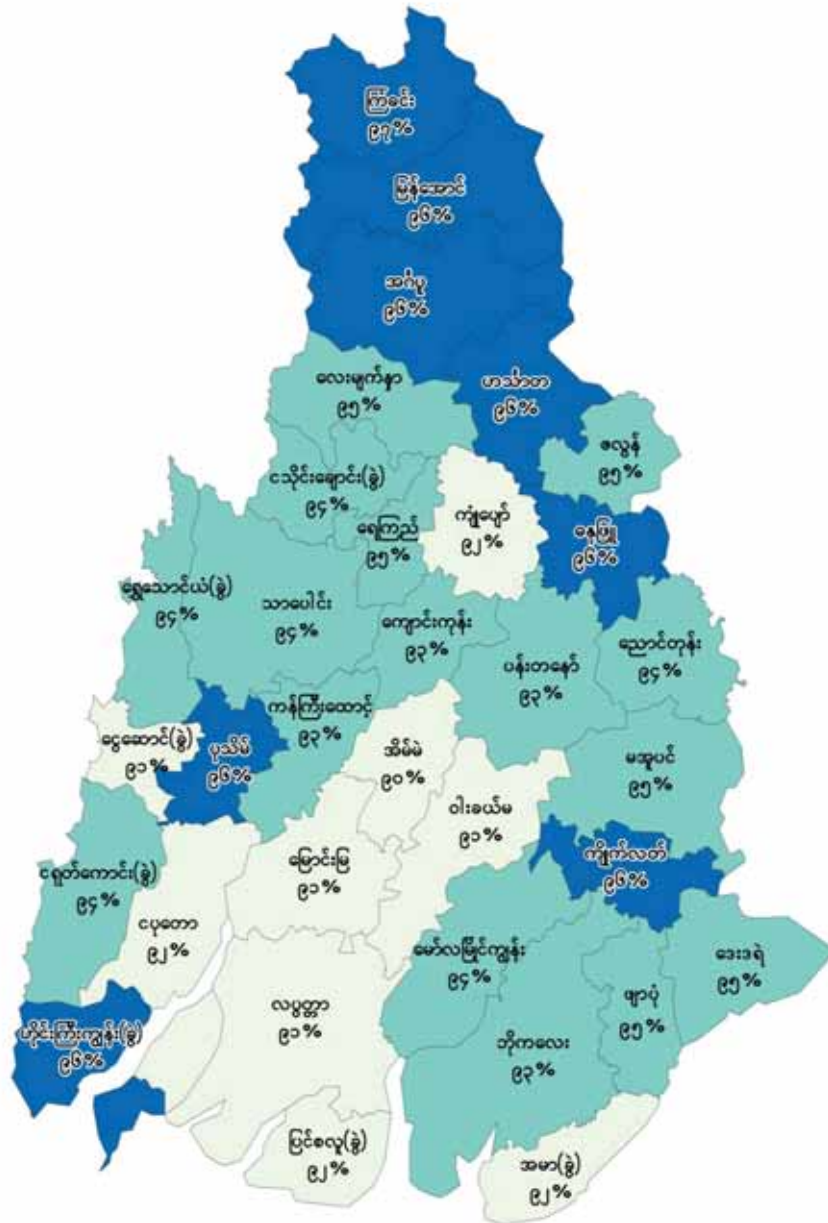 ကြံခင်း
၉၇%
မြန်အောင်
၉၆%
အင်္ဂပူ
၉၆%
လေးမျက်နှာ
၉၅%
ဟင်္သာတ
၉၆%
ဇလွန်
၉၅%
ငသိုင်းချောင်း(ခွဲ)
၉၄%
ရေကြည်
၉၅%
ကျုံပျော်
၉၂%
ဓနုဖြူ
၉၆%
ရွှေသောင်ယံ(ခွဲ)
၉၄%
သာပေါင်း
၉၄%
ကျောင်းကုန်း
၉၃%
ပန်းတနော်
၉၃%
ညောင်တုန်း
၉၄%
ငွေဆောင်(ခွဲ)
၉၁%
ပုသိမ်
၉၆%
ကန်ကြီးထောင့်
၉၃%
အိမ်မဲ
၉၀%
ဝါးခယ်မ
၉၁%
မအူပင်
၉၅%
ငရုတ်ကောင်း(ခွဲ)
၉၄%
ငပုတော
၉၂%
မြောင်းမြ
၉၁%
ကျိုက်လတ်
၉၆%
မော်လမြိုင်ကျွန်း
၉၄%
ဒေးဒရဲ
၉၅%
ဟိုင်းကြီးကျွန်း(ခွဲ)
၉၆%
လပွတ္တာ
၉၁%
ဘိုကလေး
၉၃%
ဖျာပုံ
၉၅%
ပြင်စလူ(ခွဲ)
၉၂%
အမာ(ခွဲ)
၉၂%